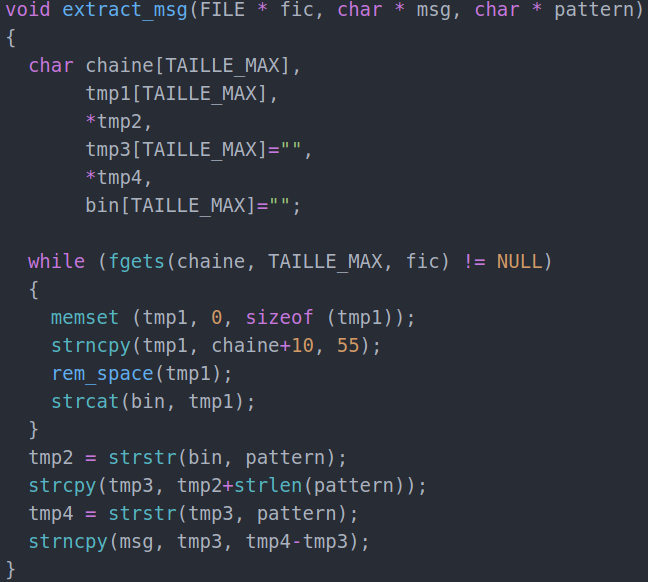 void extract_msg(FILE * fic, char * msg, char * pattern)
{
  char chaine[TAILLE_MAX],
       tmp1[TAILLE_MAX],
       *tmp2,
       tmp3[TAILLE_MAX]="",
       *tmp4,
       bin[TAILLE_MAX]="";

  while (fgets(chaine, TAILLE_MAX, fic) != NULL)
  {
    memset (tmp1, 0, sizeof (tmp1));
    strncpy(tmp1, chaine+10, 55);
    rem_space(tmp1);
    strcat(bin, tmp1);
  }
  tmp2 = strstr(bin, pattern);
  strcpy(tmp3, tmp2+strlen(pattern));
  tmp4 = strstr(tmp3, pattern);
  strncpy(msg, tmp3, tmp4-tmp3);
}